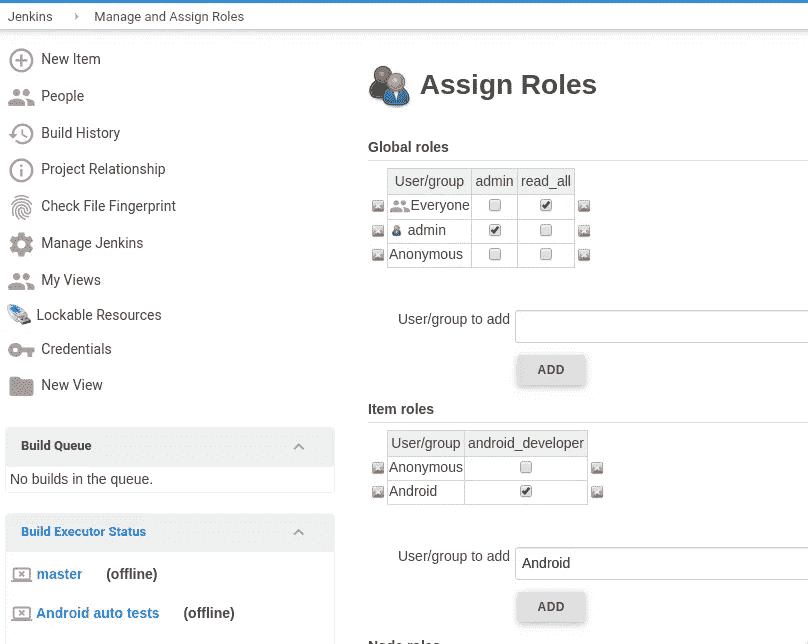 Jenkins Manage and Assign Roles
New Item
People
Build History
Project Relationship
Check File Fingerprint
Manage Jenkins
My Views
Lockable Resources
Credentials
New View
Build Queue
No builds in the queue.
Build Executor Status
master (offline)
Android auto tests (offline)
Assign Roles
Global roles
User/group admin read_all
Everyone
admin
Anonymous
User/group to add
ADD
Item roles
User/group android_developer
Anonymous
Android
User/group to add Android
ADD
Node roles